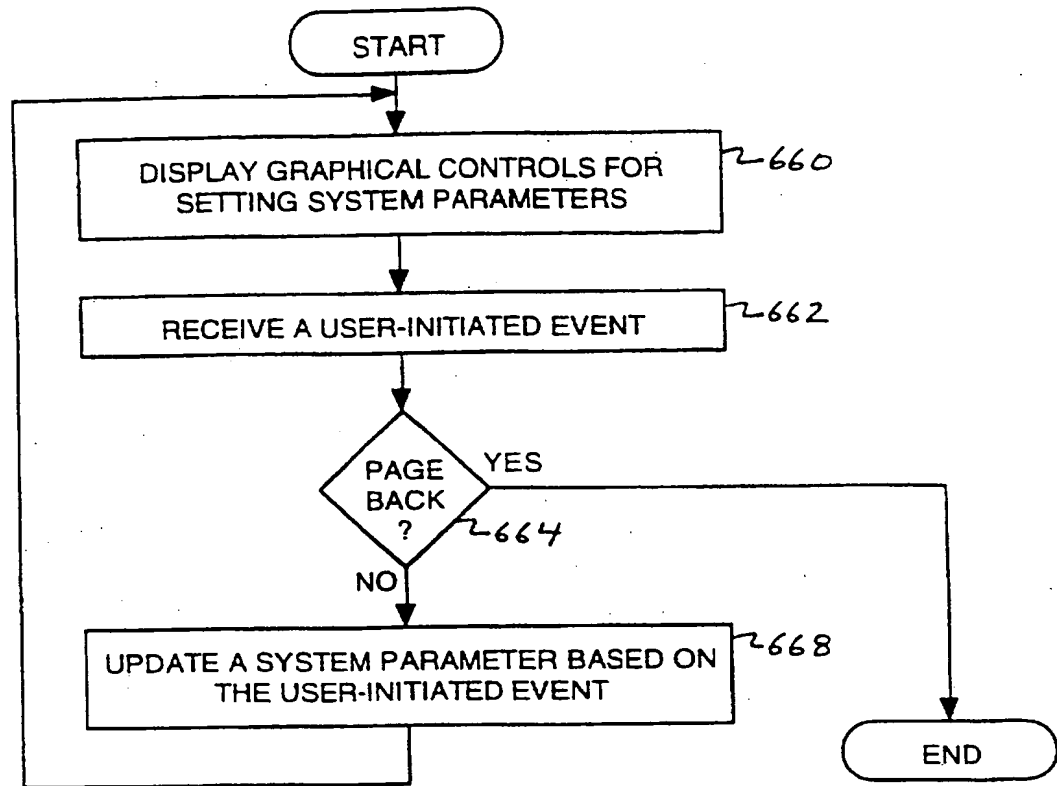 START
DISPLAY GRAPHICAL CONTROLS FOR
SETTING SYSTEM PARAMETERS
660
RECEIVE A USER-INITIATED EVENT
662
PAGE
BACK
?
YES
664
NO
UPDATE A SYSTEM PARAMETER BASED ON
THE USER-INITIATED EVENT
668
END